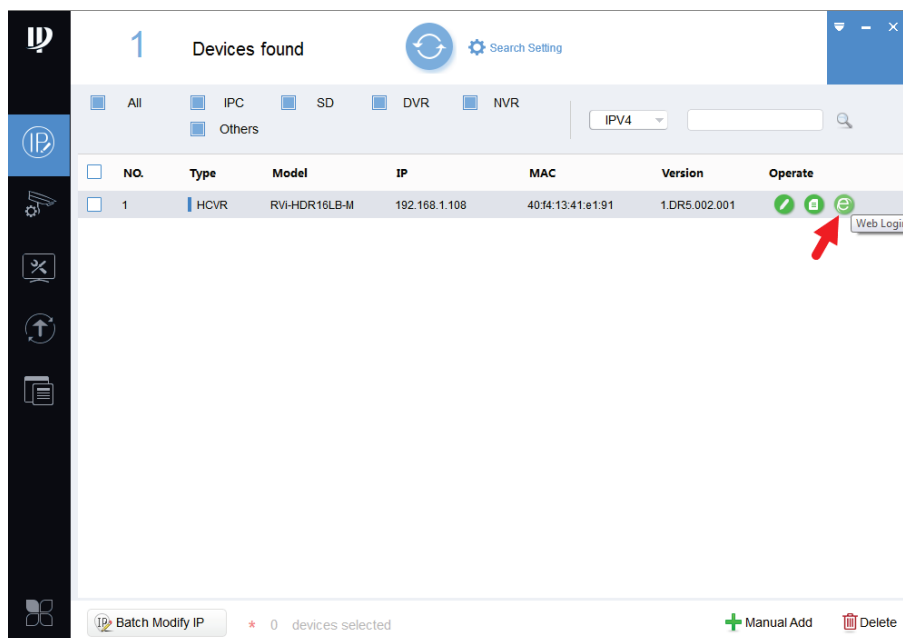 1 Devices found Search Setting
All IPC SD DVR NVR
Others
IPV4
NO. Type Model IP MAC Version Operate
1 HCVR RVi-HDR16LB-M 192.168.1.108 40:f4:13:41:e1:91 1.DR5.002.001
Web Login
Batch Modify IP * 0 devices selected Manual Add Delete